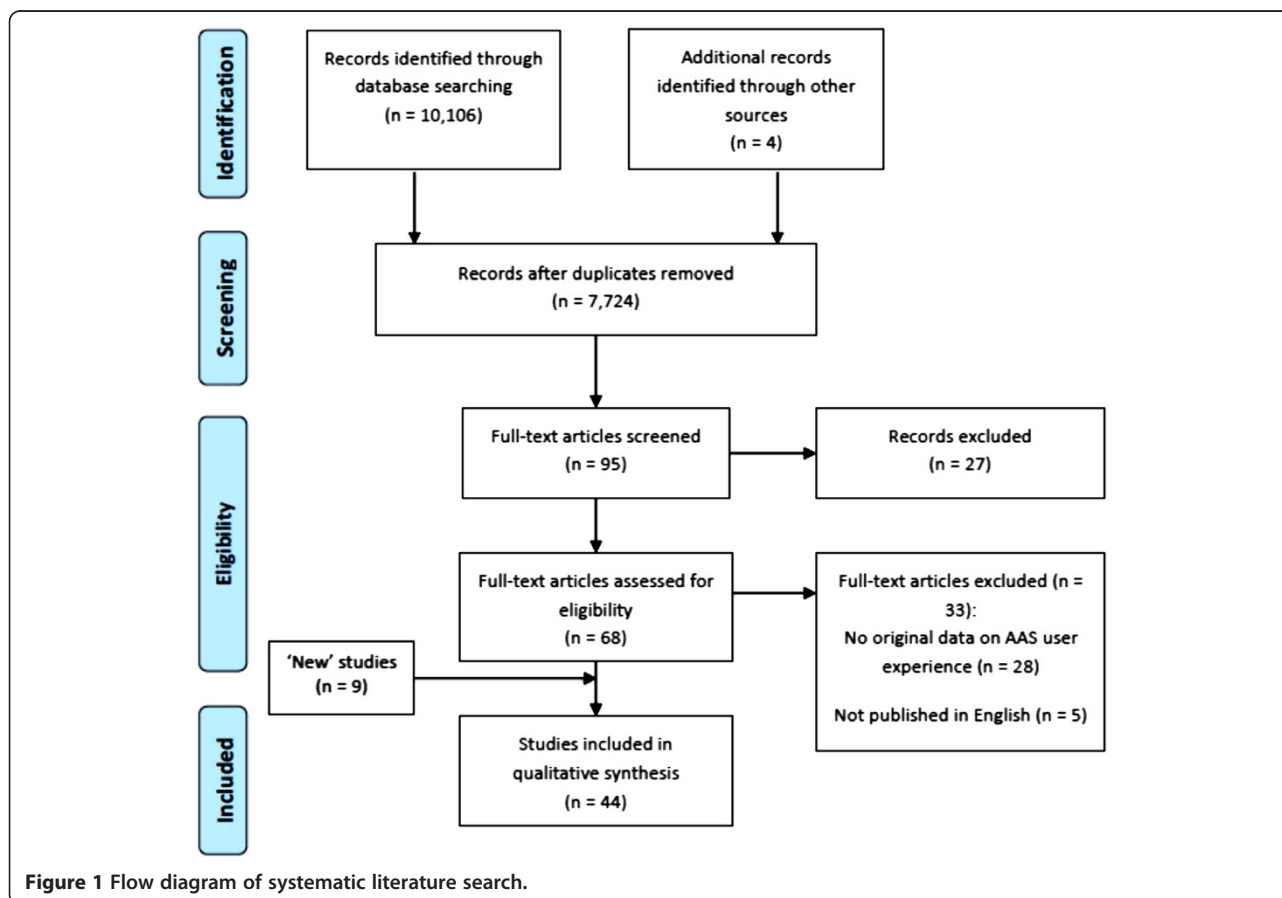 Identification
Records identified through
database searching
(n = 10,106)
Additional records
identified through other
sources
(n = 4)
Screening
Records after duplicates removed
(n = 7,724)
Eligibility
Full-text articles screened
(n = 95)
Records excluded
(n = 27)
Full-text articles assessed for
eligibility
(n = 68)
Full-text articles excluded (n =
33):
No original data on AAS user
experience (n = 28)
Not published in English (n = 5)
'New' studies
(n = 9)
Included
Studies included in
qualitative synthesis
(n = 44)
Figure 1 Flow diagram of systematic literature search.